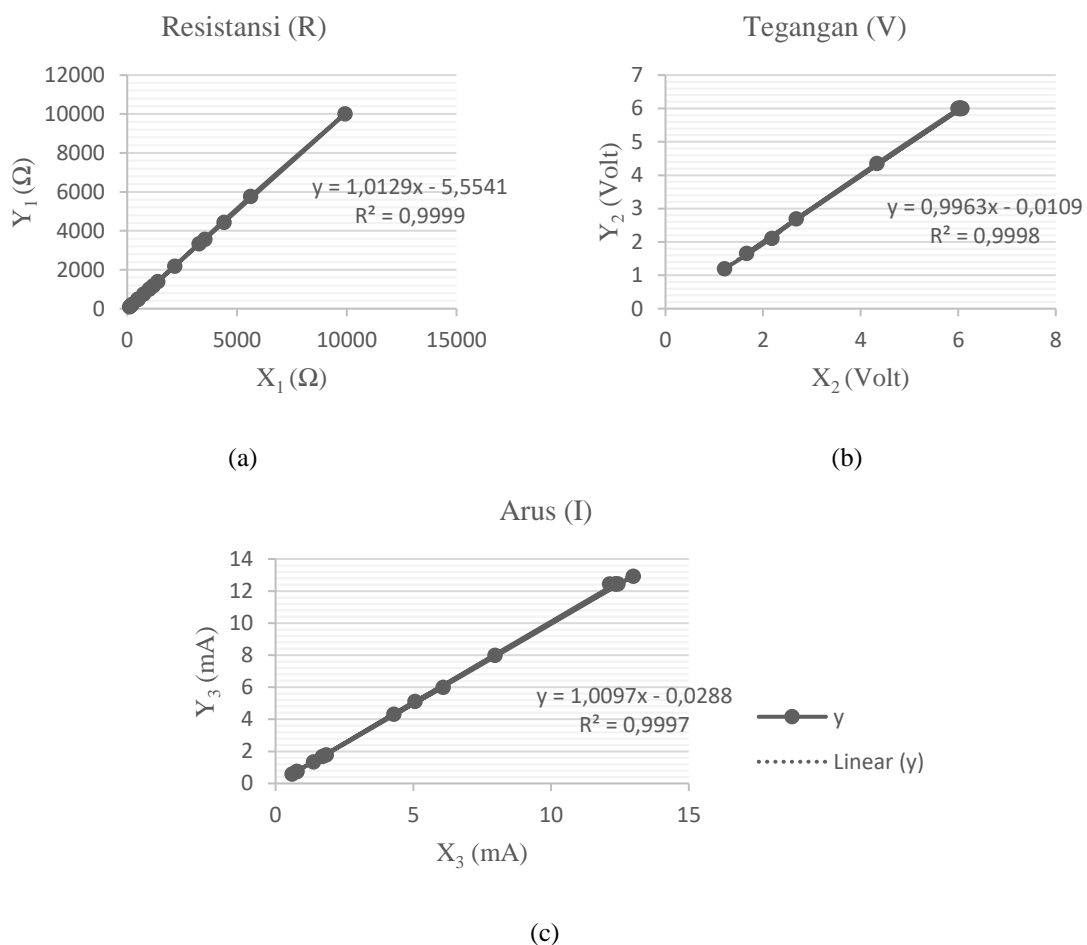 Resistansi (R)
12000
10000
8000
6000
4000
2000
0
Y₁ (Ω)
y = 1,0129x - 5,5541
R² = 0,9999
0 5000 10000 15000
X₁ (Ω)
(a)
Tegangan (V)
7
6
5
4
3
2
1
0
Y₂ (Volt)
y = 0,9963x - 0,0109
R² = 0,9998
0 2 4 6 8
X₂ (Volt)
(b)
Arus (I)
14
12
10
8
6
4
2
0
Y₃ (mA)
y = 1,0097x - 0,0288
R² = 0,9997
0 5 10 15
X₃ (mA)
y
Linear (y)
(c)